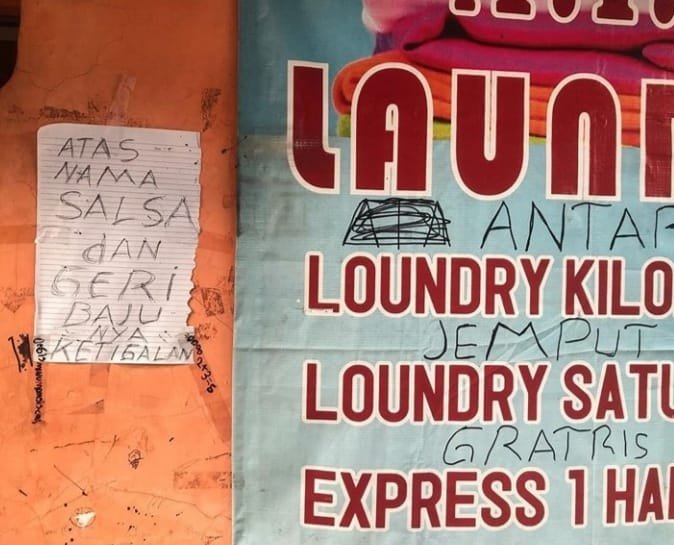 ATAS
NAMA
SALSA
dAN
GERI
BAJU
NYA
KETIGALAN
LAUN
ANTAR
LOUNDRY KILO
JEMPUT
LOUNDRY SATU
GRATRIS
EXPRESS 1 HA